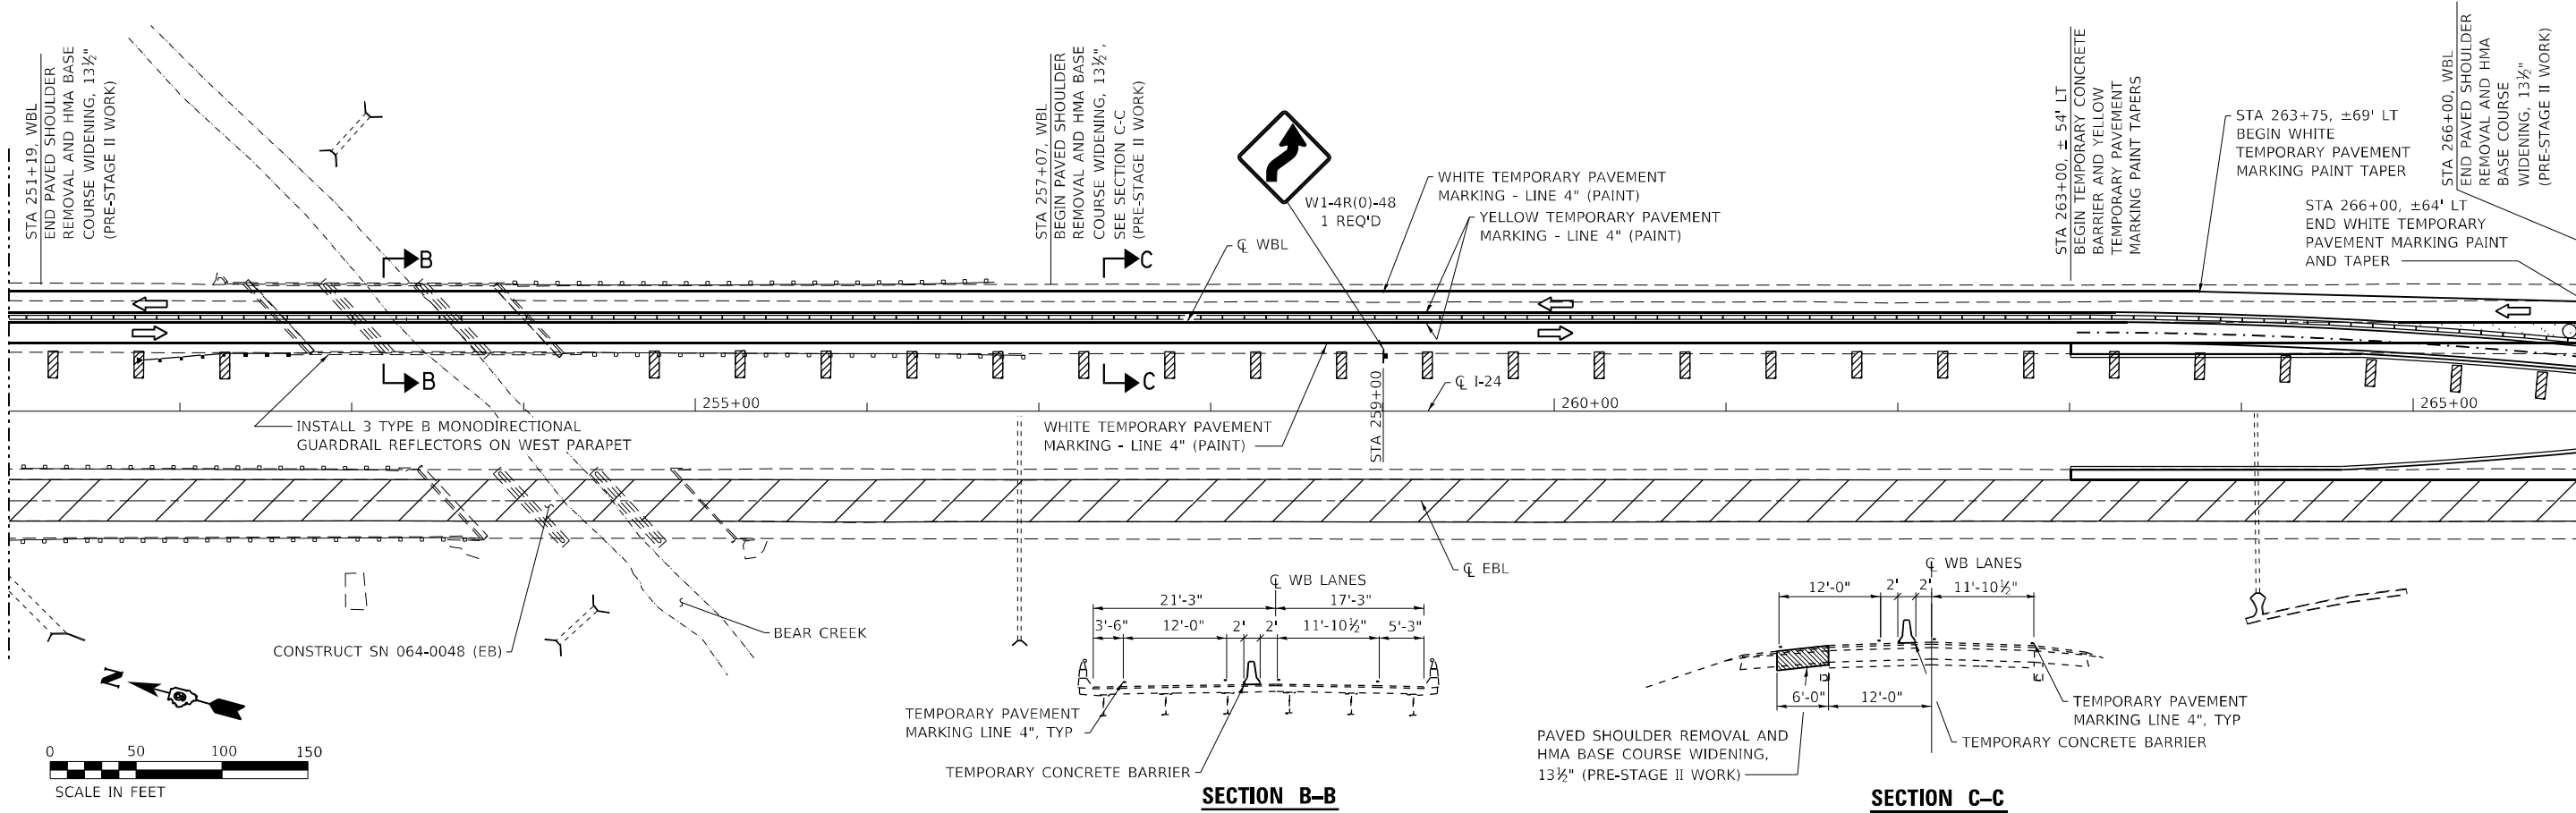 STA 251+19, WBL
END PAVED SHOULDER
REMOVAL AND HMA BASE
COURSE WIDENING, 13½"
(PRE-STAGE II WORK)
STA 257+07, WBL
BEGIN PAVED SHOULDER
REMOVAL AND HMA BASE
COURSE WIDENING, 13½",
SEE SECTION C-C
(PRE-STAGE II WORK)
W1-4R(0)-48
1 REQ'D
WHITE TEMPORARY PAVEMENT
MARKING - LINE 4" (PAINT)
YELLOW TEMPORARY PAVEMENT
MARKING - LINE 4" (PAINT)
℄ WBL
STA 263+00, ± 54' LT
BEGIN TEMPORARY CONCRETE
BARRIER AND YELLOW
TEMPORARY PAVEMENT
MARKING PAINT TAPERS
STA 263+75, ±69' LT
BEGIN WHITE
TEMPORARY PAVEMENT
MARKING PAINT TAPER
STA 266+00, WBL
END PAVED SHOULDER
REMOVAL AND HMA
BASE COURSE
WIDENING, 13½"
(PRE-STAGE II WORK)
STA 266+00, ±64' LT
END WHITE TEMPORARY
PAVEMENT MARKING PAINT
AND TAPER
B
C
B
C
℄ I-24
255+00
260+00
265+00
STA 259+00
INSTALL 3 TYPE B MONODIRECTIONAL
GUARDRAIL REFLECTORS ON WEST PARAPET
WHITE TEMPORARY PAVEMENT
MARKING - LINE 4" (PAINT)
℄ EBL
BEAR CREEK
CONSTRUCT SN 064-0048 (EB)
N
0 50 100 150
SCALE IN FEET
℄ WB LANES
21'-3" 17'-3"
3'-6" 12'-0" 2' 2' 11'-10½" 5'-3"
TEMPORARY PAVEMENT
MARKING LINE 4", TYP
TEMPORARY CONCRETE BARRIER
SECTION B-B
℄ WB LANES
12'-0" 2' 2' 11'-10½"
6'-0" 12'-0"
TEMPORARY PAVEMENT
MARKING LINE 4", TYP
TEMPORARY CONCRETE BARRIER
PAVED SHOULDER REMOVAL AND
HMA BASE COURSE WIDENING,
13½" (PRE-STAGE II WORK)
SECTION C-C